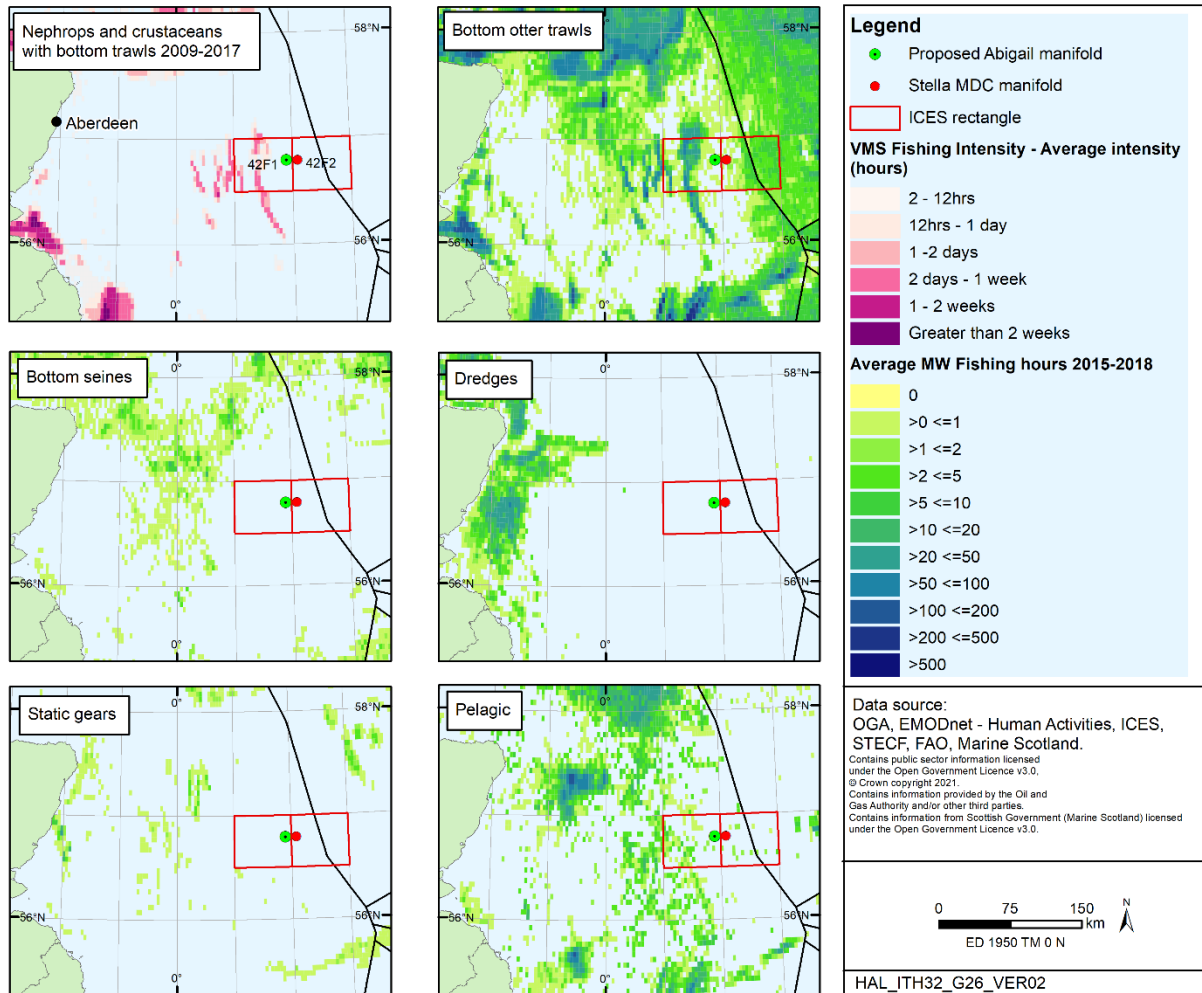 Nephrops and crustaceans
with bottom trawls 2009-2017
58°N
Aberdeen
42F1
42F2
56°N
56°N
0°
Bottom otter trawls
0°
58°N
56°N
56°N
0°
Bottom seines
0°
58°N
56°N
56°N
0°
Dredges
0°
58°N
56°N
56°N
0°
Static gears
0°
58°N
56°N
56°N
0°
Pelagic
0°
58°N
56°N
56°N
0°
Legend
Proposed Abigail manifold
Stella MDC manifold
ICES rectangle
VMS Fishing Intensity - Average intensity
(hours)
2 - 12hrs
12hrs - 1 day
1 -2 days
2 days - 1 week
1 - 2 weeks
Greater than 2 weeks
Average MW Fishing hours 2015-2018
0
>0 <=1
>1 <=2
>2 <=5
>5 <=10
>10 <=20
>20 <=50
>50 <=100
>100 <=200
>200 <=500
>500
Data source:
OGA, EMODnet - Human Activities, ICES,
STECF, FAO, Marine Scotland.
Contains public sector information licensed
under the Open Government Licence v3.0,
© Crown copyright 2021.
Contains information provided by the Oil and
Gas Authority and/or other third parties.
Contains information from Scottish Government (Marine Scotland) licensed
under the Open Government Licence v3.0.
0 75 150
km
N
ED 1950 TM 0 N
HAL_ITH32_G26_VER02